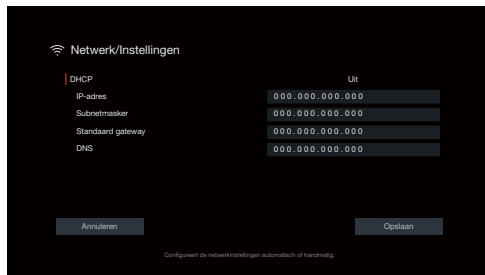 Netwerk/Instellingen
DHCP Uit
IP-adres 000.000.000.000
Subnetmasker 000.000.000.000
Standaard gateway 000.000.000.000
DNS 000.000.000.000
Annuleren Opslaan
Configureert de netwerkinstellingen automatisch of handmatig.